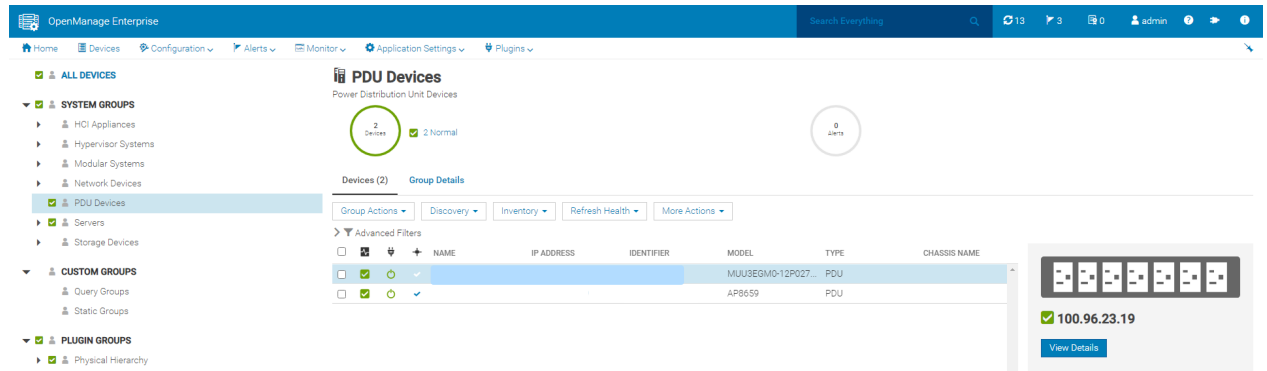 OpenManage Enterprise
Search Everything
13
3
0
admin
Home Devices Configuration Alerts Monitor Application Settings Plugins
ALL DEVICES
SYSTEM GROUPS
HCI Appliances
Hypervisor Systems
Modular Systems
Network Devices
PDU Devices
Servers
Storage Devices
CUSTOM GROUPS
Query Groups
Static Groups
PLUGIN GROUPS
Physical Hierarchy
PDU Devices
Power Distribution Unit Devices
2
Devices
2 Normal
0
Alerts
Devices (2) Group Details
Group Actions Discovery Inventory Refresh Health More Actions
Advanced Filters
NAME IP ADDRESS IDENTIFIER MODEL TYPE CHASSIS NAME
MUU3EGM0-12P027... PDU
AP8659 PDU
100.96.23.19
View Details